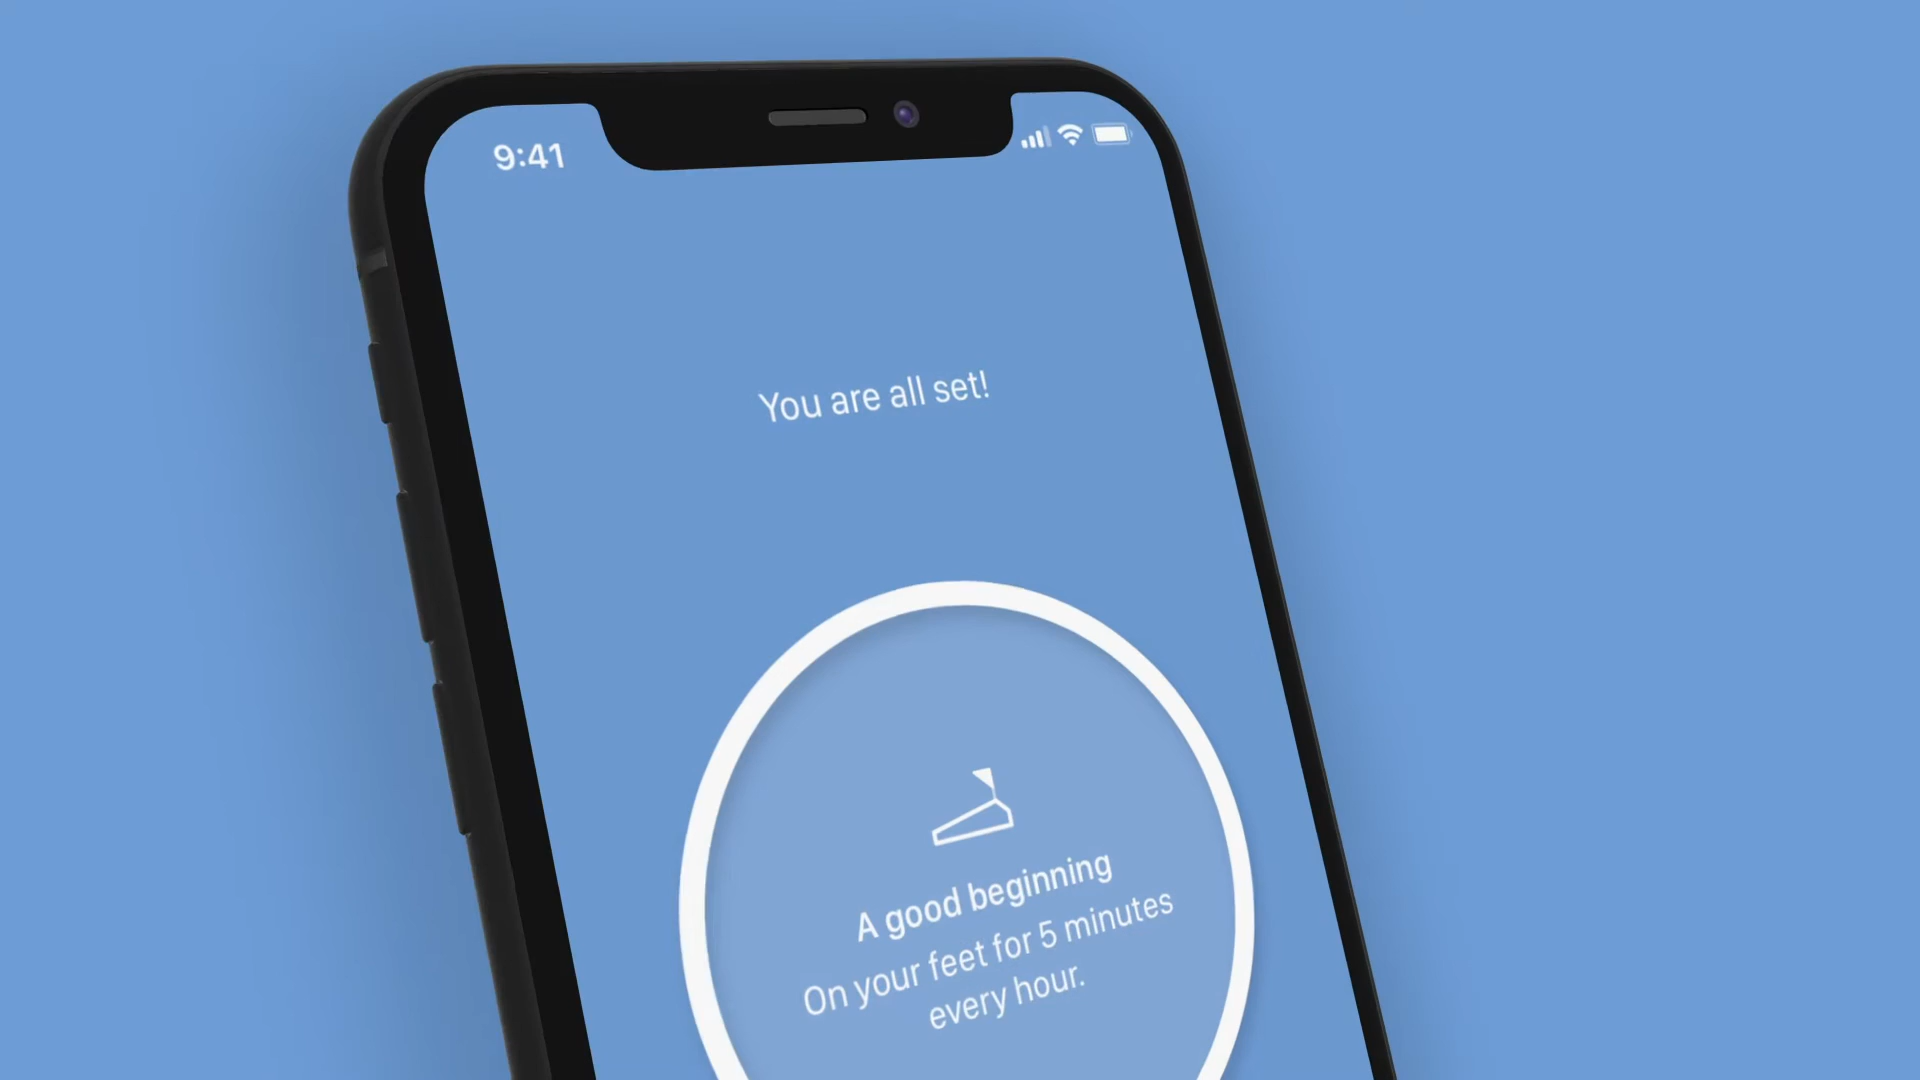 9:41
You are all set!
A good beginning
On your feet for 5 minutes
every hour.